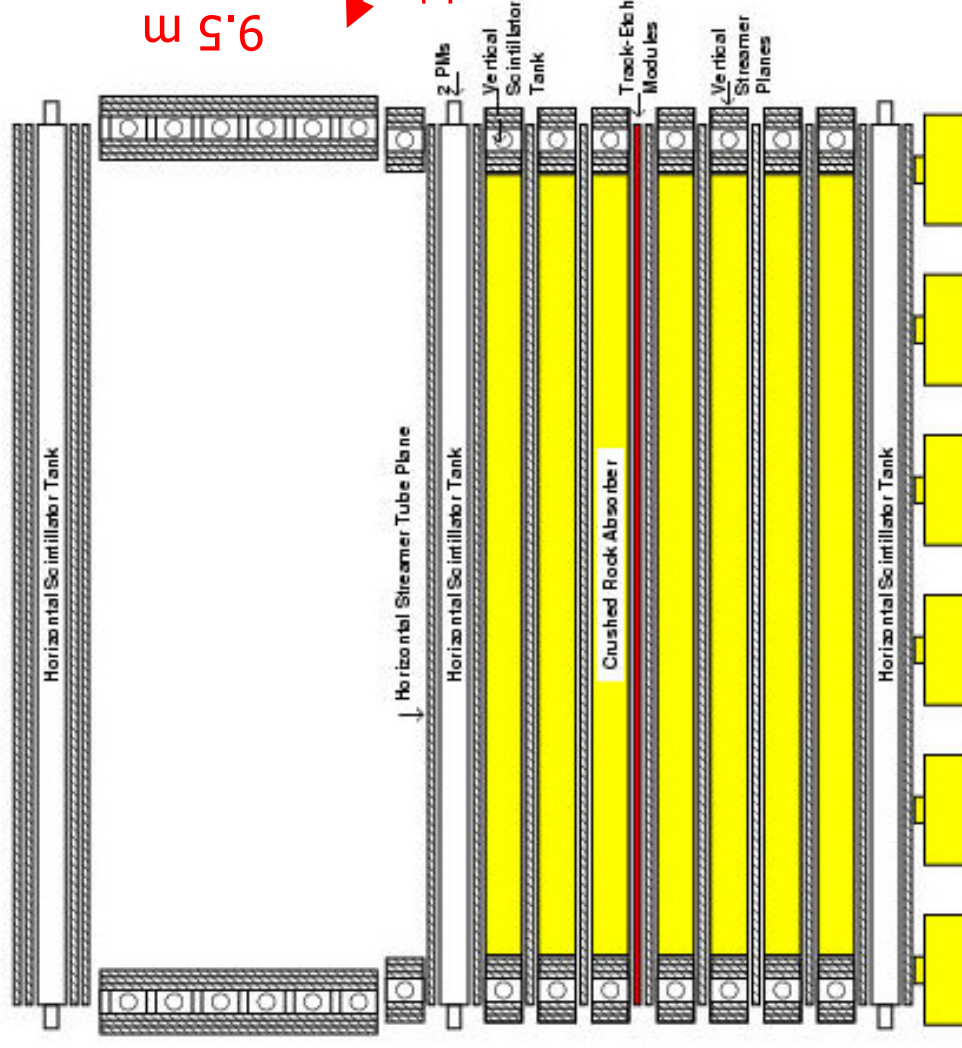 9.5 m
Horizontal Scintillator Tank
Horizontal Streamer Tube Plane
2 PMs
Horizontal Scintillator Tank
Vertical
Scintillator
Tank
Crushed Rock Absorber
Track-Etch
Modules
Vertical
Streamer
Planes
Horizontal Scintillator Tank